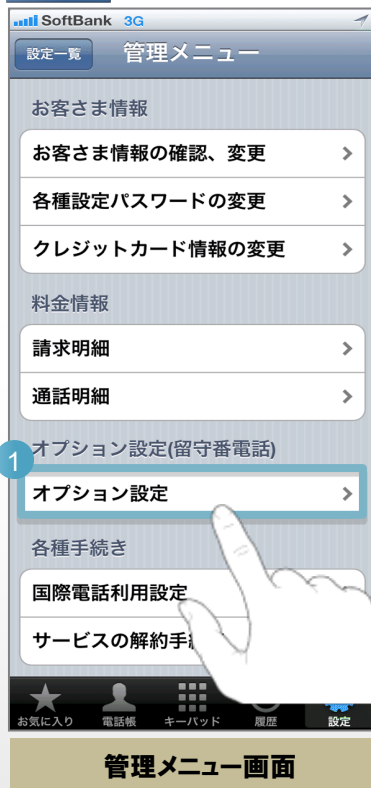 SoftBank 3G
設定一覧 管理メニュー
お客さま情報
お客さま情報の確認、変更
各種設定パスワードの変更
クレジットカード情報の変更
料金情報
請求明細
通話明細
オプション設定(留守番電話)
1
オプション設定
各種手続き
国際電話利用設定
サービスの解約手
お気に入り 電話帳 キーパッド 履歴 設定
管理メニュー画面